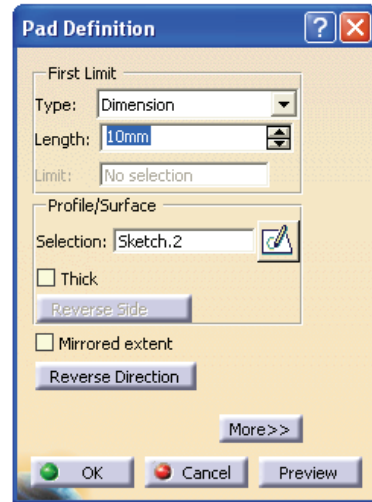 Pad Definition
First Limit
Type: Dimension
Length: 10mm
Limit: No selection
Profile/Surface
Selection: Sketch.2
Thick
Reverse Side
Mirrored extent
Reverse Direction
More>>
OK Cancel Preview